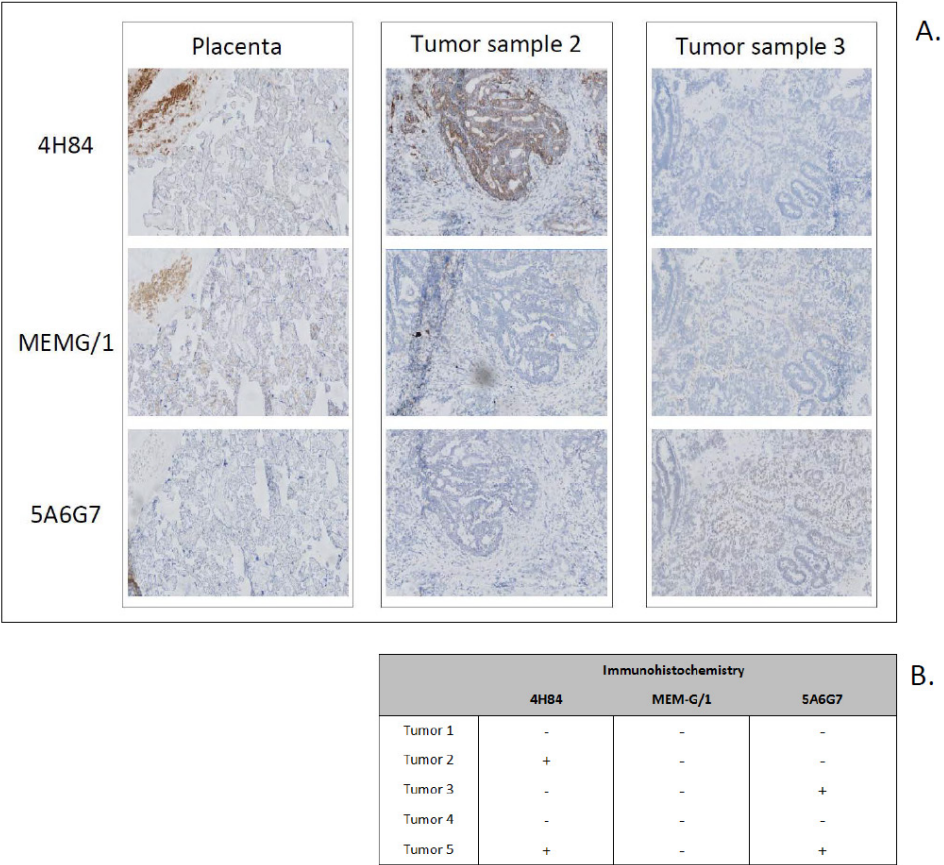 A.
Placenta Tumor sample 2 Tumor sample 3
4H84
MEMG/1
5A6G7
B.
Immunohistochemistry
4H84 MEM-G/1 5A6G7
Tumor 1 - - -
Tumor 2 + - -
Tumor 3 - - +
Tumor 4 - - -
Tumor 5 + - +